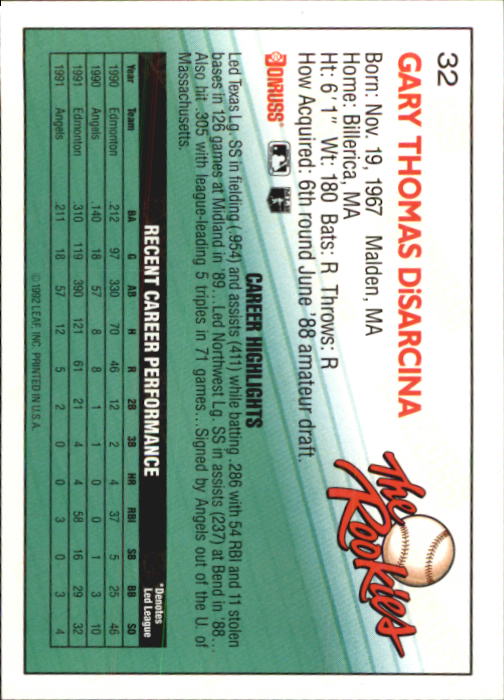 32
GARY THOMAS DiSARCINA
Born: Nov. 19, 1967 Malden, MA
Home: Billerica, MA
Ht: 6' 1" Wt: 180 Bats: R Throws: R
How Acquired: 6th round June '88 amateur draft.
The
Rookies
DONRUSS
CAREER HIGHLIGHTS
Led Texas Lg. SS in fielding (.954) and assists (411) while batting .286 with 54 RBI and 11 stolen
bases in 126 games at Midland in '89...Led Northwest Lg. SS in assists (237) at Bend in '88...
Also hit .305 with league-leading 5 triples in 71 games...Signed by Angels out of the U. of
Massachusetts.
RECENT CAREER PERFORMANCE
*Denotes
Led League
Year Team BA G AB H R 2B 3B HR RBI SB BB SO
1990 Edmonton .212 97 330 70 46 12 2 4 37 5 25 46
1990 Angels .140 18 57 8 8 1 1 0 0 1 3 10
1991 Edmonton .310 119 390 121 61 21 4 4 58 16 29 32
1991 Angels .211 18 57 12 5 2 0 0 3 0 3 4
©1992 LEAF, INC. PRINTED IN U.S.A.